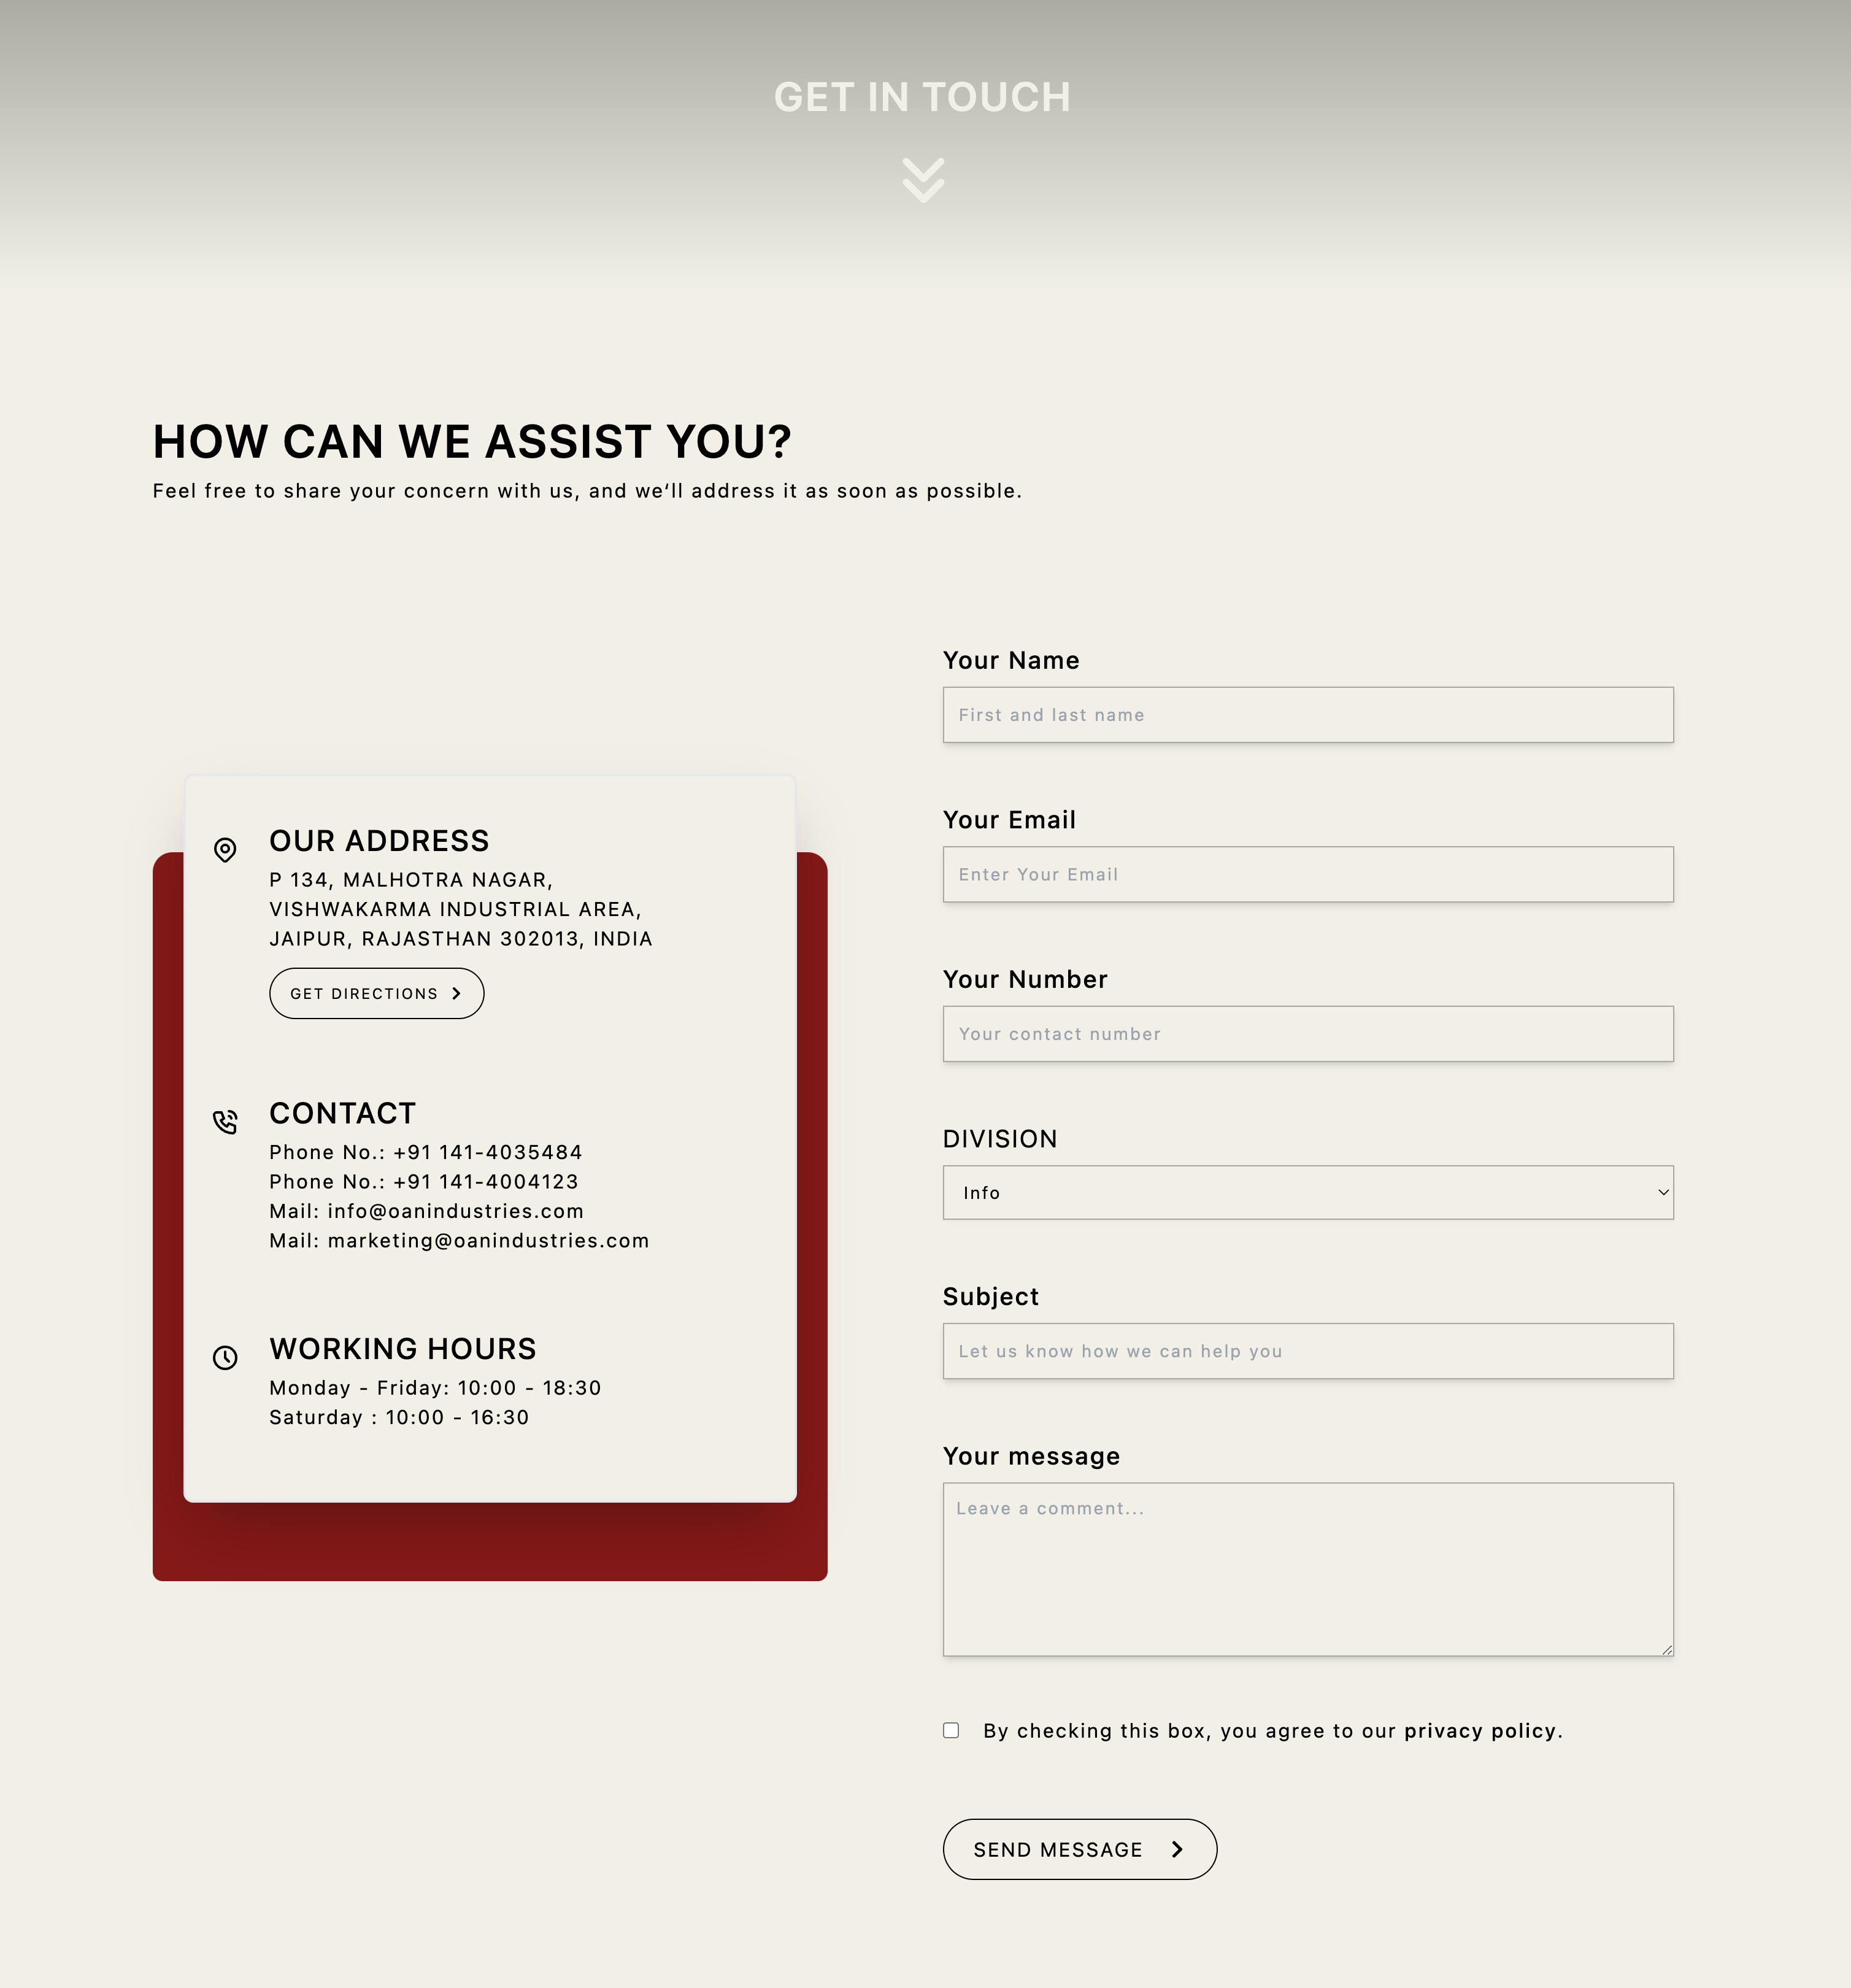 GET IN TOUCH
HOW CAN WE ASSIST YOU?
Feel free to share your concern with us, and we‘ll address it as soon as possible.
OUR ADDRESS
P 134, MALHOTRA NAGAR,
VISHWAKARMA INDUSTRIAL AREA,
JAIPUR, RAJASTHAN 302013, INDIA
GET DIRECTIONS
CONTACT
Phone No.: +91 141-4035484
Phone No.: +91 141-4004123
Mail: info@oanindustries.com
Mail: marketing@oanindustries.com
WORKING HOURS
Monday - Friday: 10:00 - 18:30
Saturday : 10:00 - 16:30
Your Name
First and last name
Your Email
Enter Your Email
Your Number
Your contact number
DIVISION
Info
Subject
Let us know how we can help you
Your message
Leave a comment...
By checking this box, you agree to our privacy policy.
SEND MESSAGE